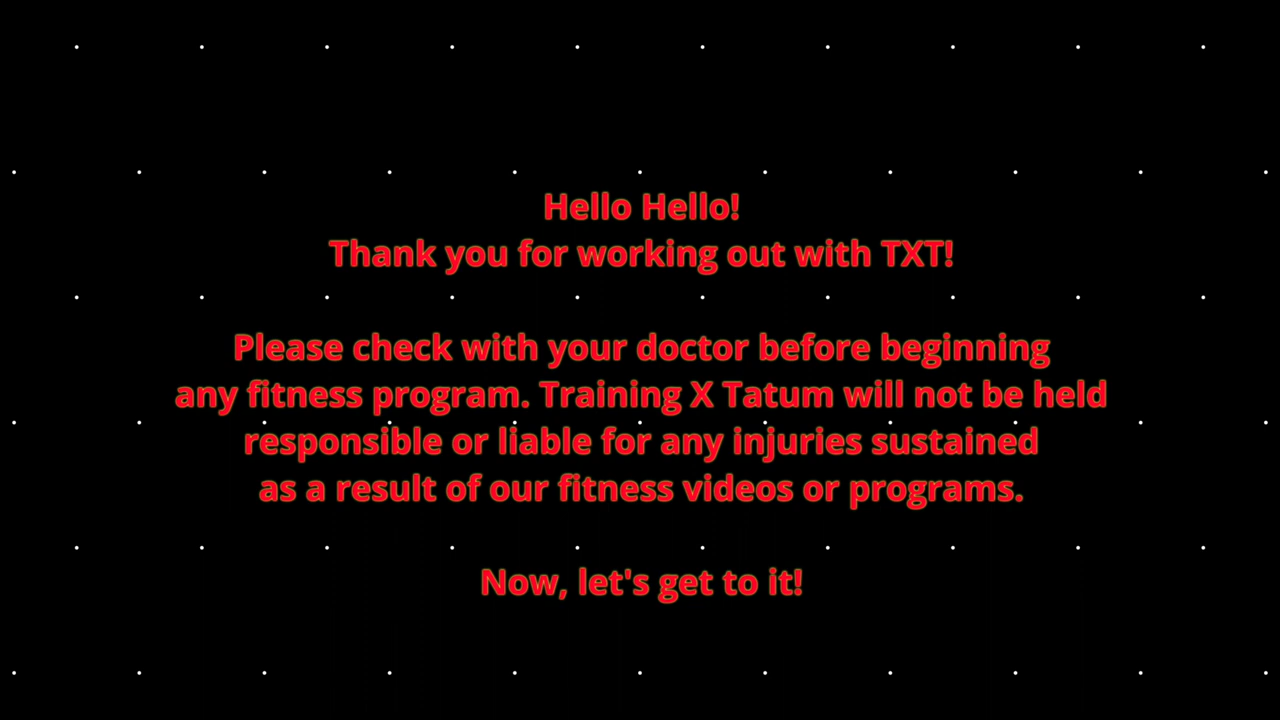 Hello Hello!
Thank you for working out with TXT!
Please check with your doctor before beginning
any fitness program. Training X Tatum will not be held
responsible or liable for any injuries sustained
as a result of our fitness videos or programs.
Now, let's get to it!